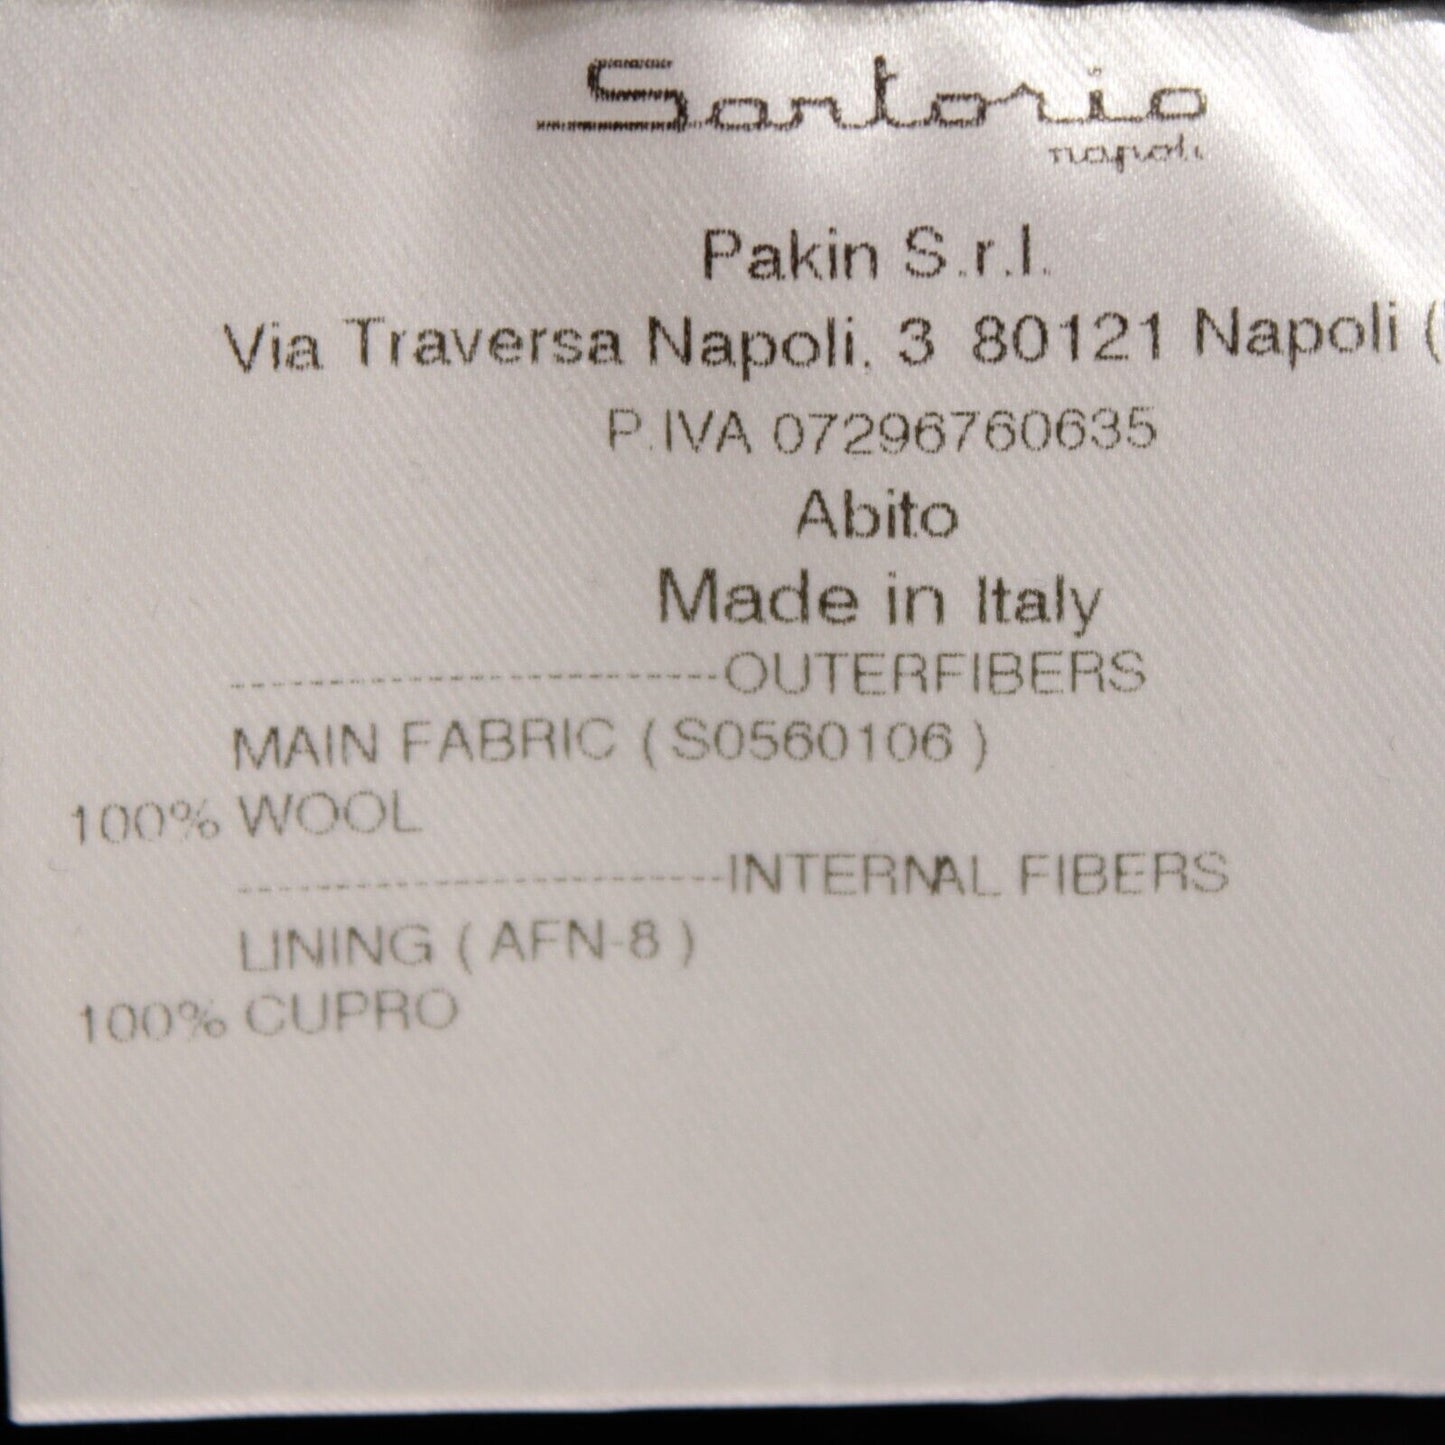 Sartorio
napoli
Pakin S.r.l.
Via Traversa Napoli, 3 80121 Napoli (
P.IVA 07296760635
Abito
Made in Italy
------------------------OUTERFIBERS
MAIN FABRIC ( S0560106 )
100% WOOL
------------------------INTERNAL FIBERS
LINING ( AFN-8 )
100% CUPRO